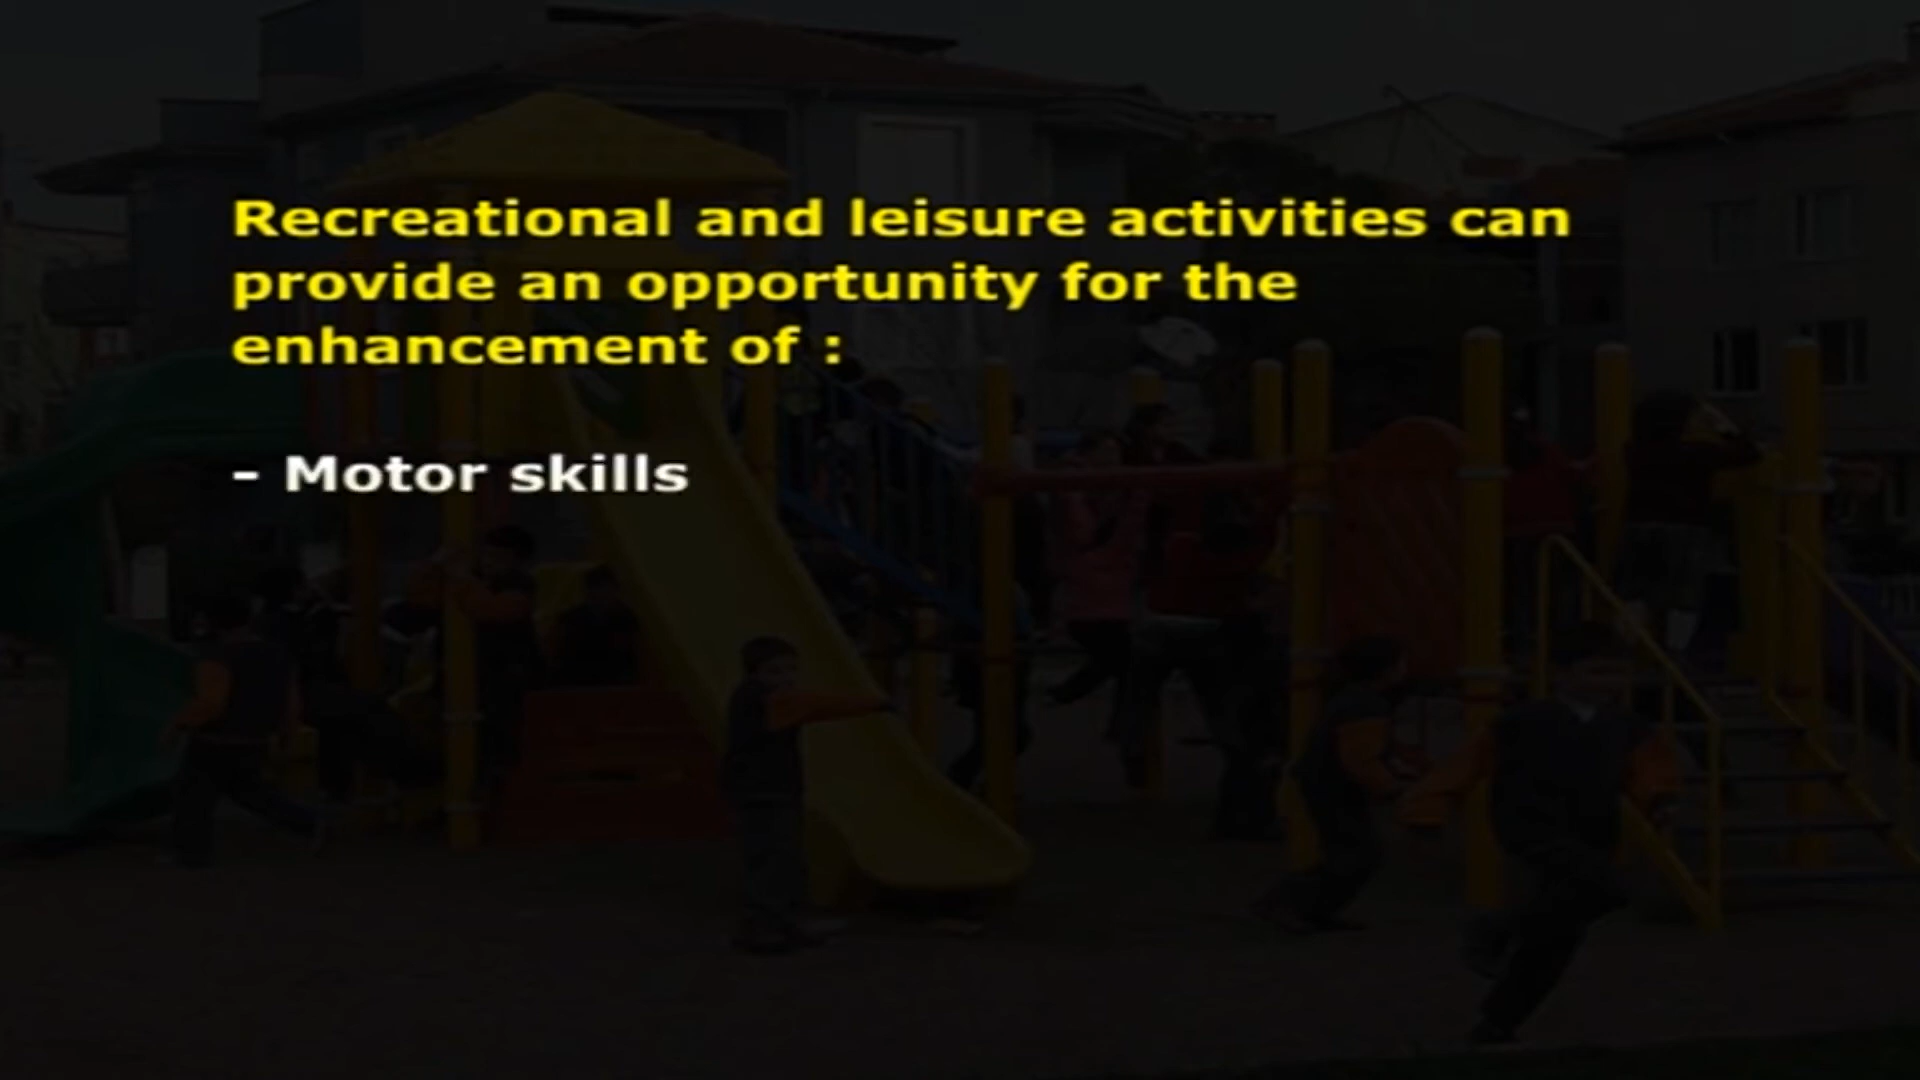 Recreational and leisure activities can
provide an opportunity for the
enhancement of :
- Motor skills